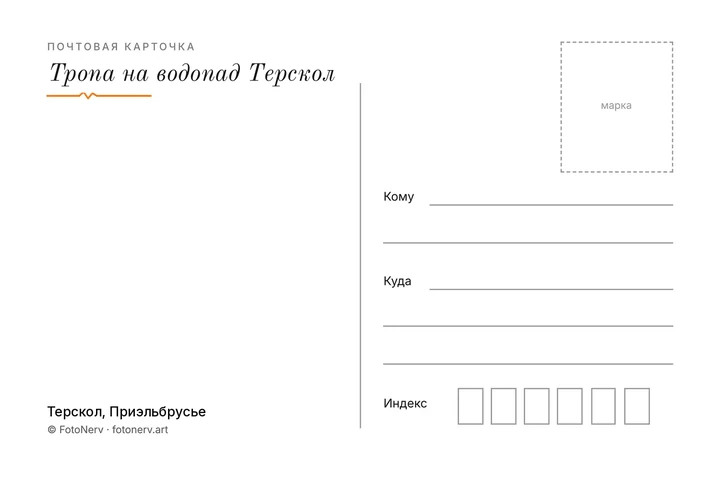 ПОЧТОВАЯ КАРТОЧКА
Тропа на водопад Терскол
марка
Кому
Куда
Индекс
Терскол, Приэльбрусье
© FotoNerv · fotonerv.art